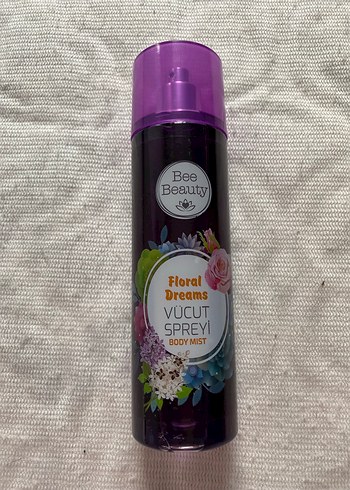 Bee
Beauty
Floral
Dreams
VÜCUT
SPREYİ
BODY MIST